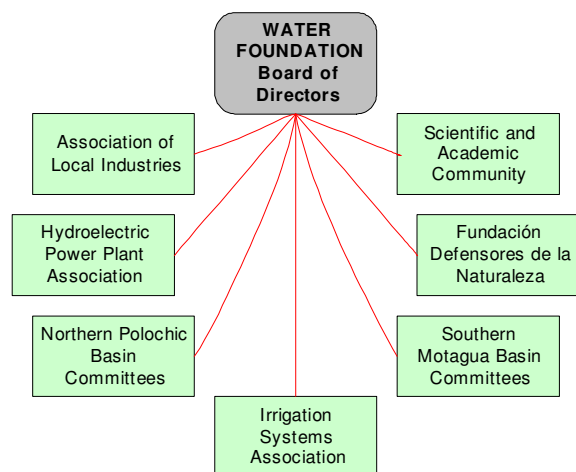 WATER
FOUNDATION
Board of
Directors
Association of
Local Industries
Scientific and
Academic
Community
Hydroelectric
Power Plant
Association
Fundación
Defensores de la
Naturaleza
Northern Polochic
Basin
Committees
Southern
Motagua Basin
Committees
Irrigation
Systems
Association